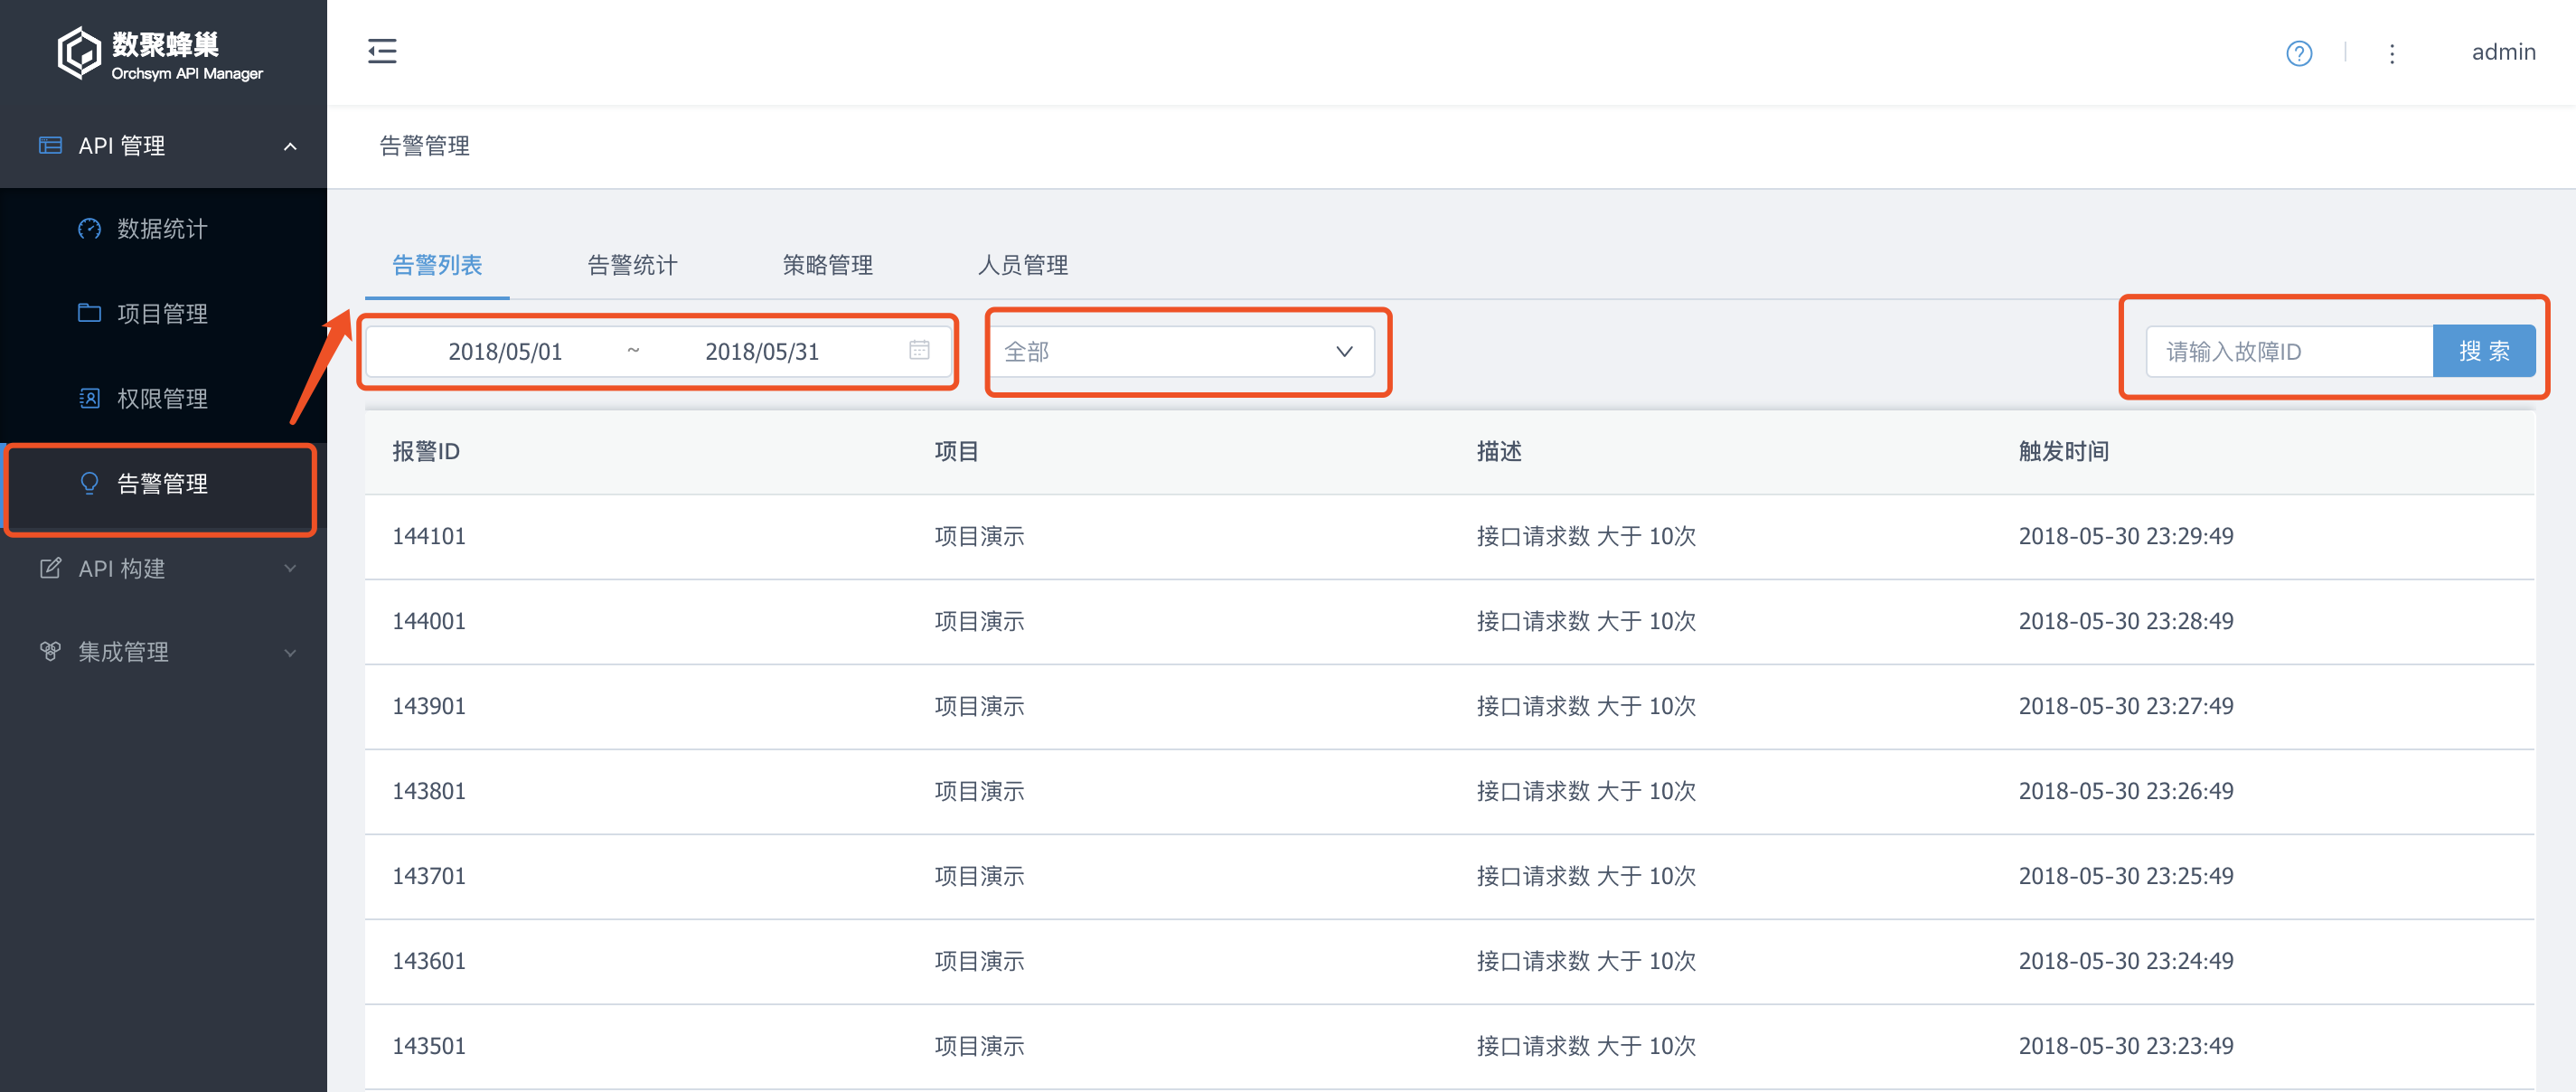 数聚蜂巢
Orchsym API Manager
admin
API 管理
数据统计
项目管理
权限管理
告警管理
API 构建
集成管理
告警管理
告警列表 告警统计 策略管理 人员管理
2018/05/01 ~ 2018/05/31 全部 请输入故障ID 搜 索
报警ID 项目 描述 触发时间
144101 项目演示 接口请求数 大于 10次 2018-05-30 23:29:49
144001 项目演示 接口请求数 大于 10次 2018-05-30 23:28:49
143901 项目演示 接口请求数 大于 10次 2018-05-30 23:27:49
143801 项目演示 接口请求数 大于 10次 2018-05-30 23:26:49
143701 项目演示 接口请求数 大于 10次 2018-05-30 23:25:49
143601 项目演示 接口请求数 大于 10次 2018-05-30 23:24:49
143501 项目演示 接口请求数 大于 10次 2018-05-30 23:23:49